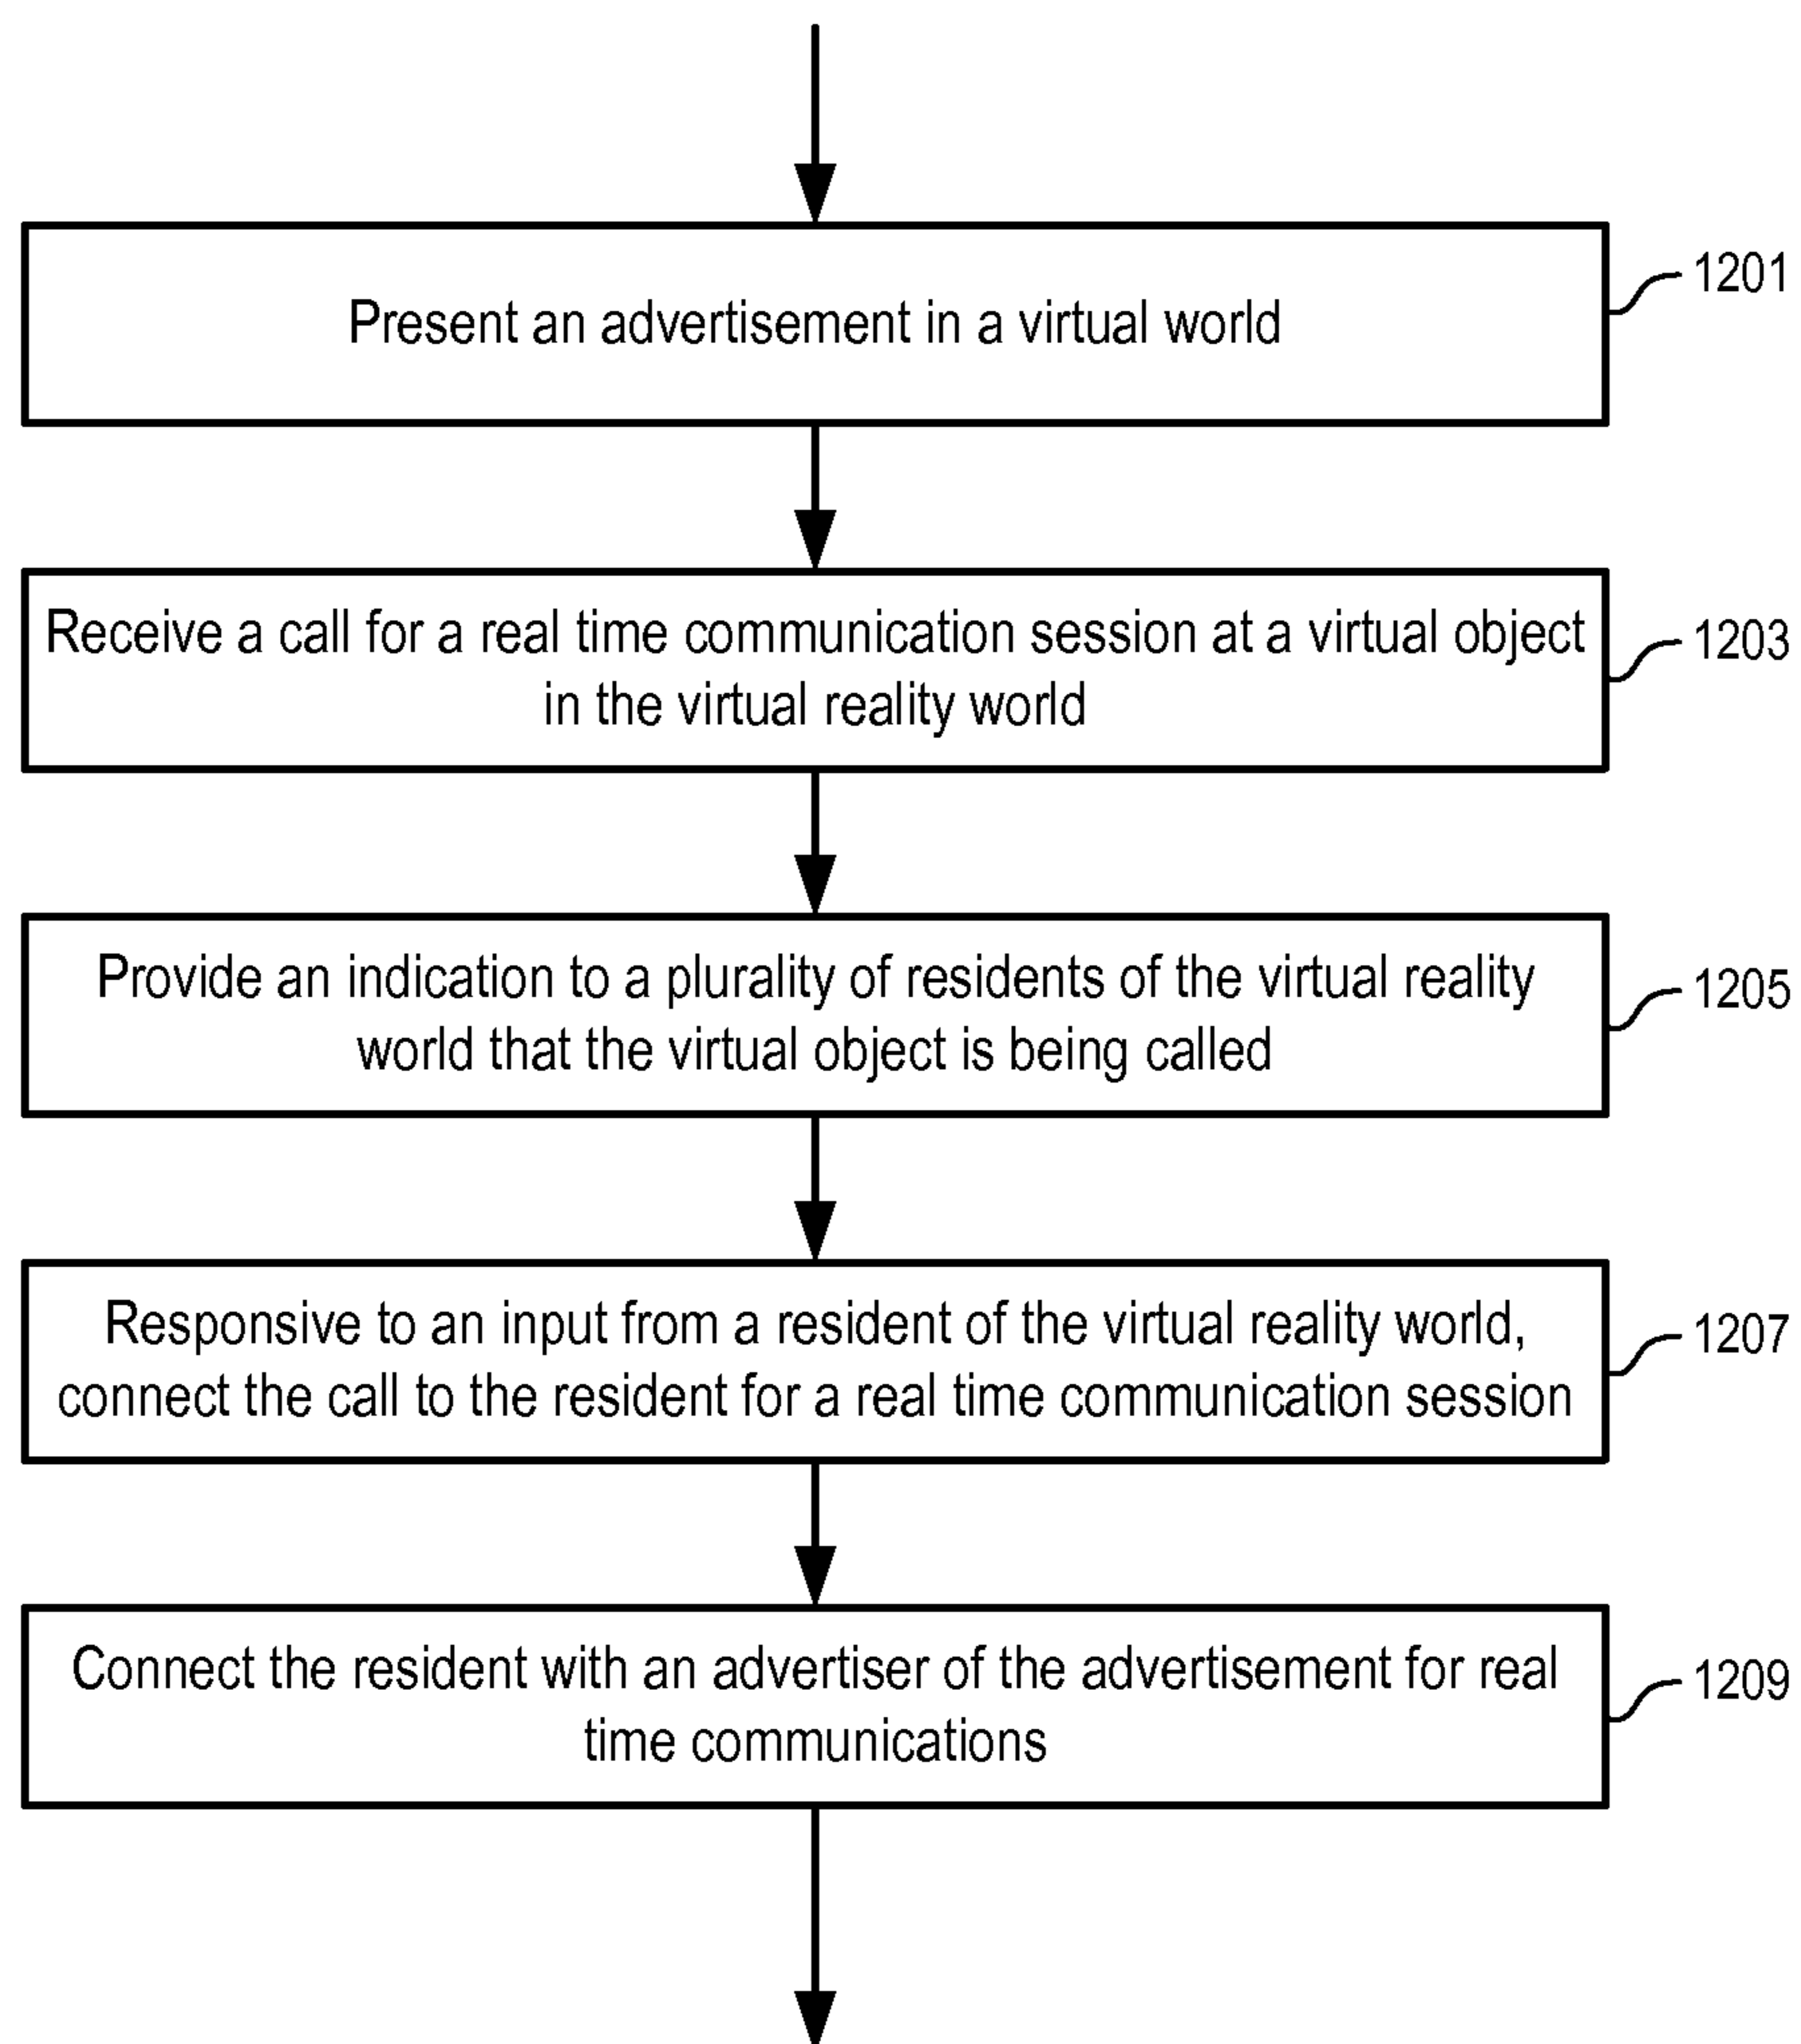 Present an advertisement in a virtual world
1201
Receive a call for a real time communication session at a virtual object
in the virtual reality world
1203
Provide an indication to a plurality of residents of the virtual reality
world that the virtual object is being called
1205
Responsive to an input from a resident of the virtual reality world,
connect the call to the resident for a real time communication session
1207
Connect the resident with an advertiser of the advertisement for real
time communications
1209